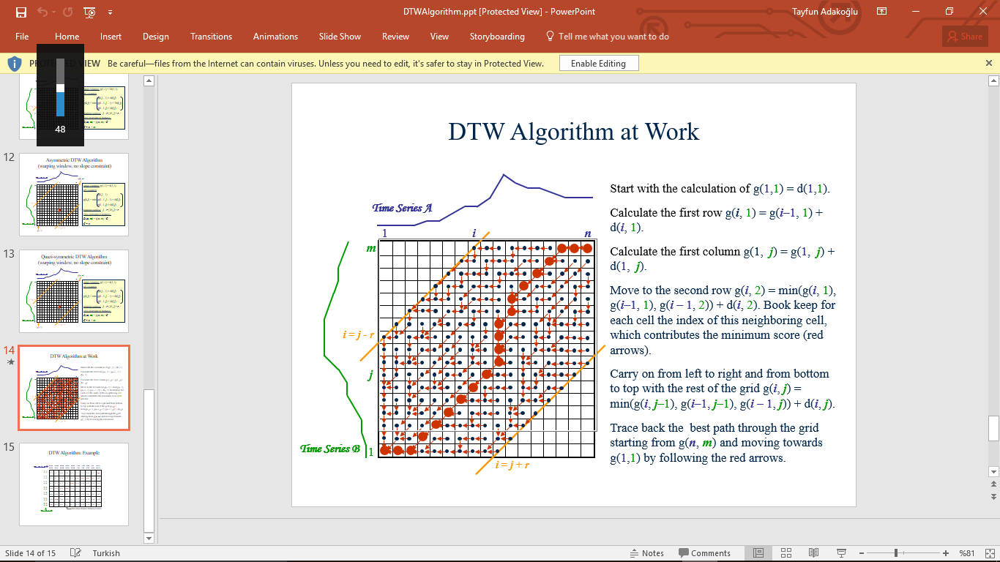 DTWAlgorithm.ppt [Protected View] - PowerPoint
Tayfun Adakoğlu
File Home Insert Design Transitions Animations Slide Show Review View Storyboarding Tell me what you want to do Share
VIEW Be careful—files from the Internet can contain viruses. Unless you need to edit, it's safer to stay in Protected View. Enable Editing
48
12
Asymmetric DTW Algorithm
(warping window, no slope constraint)
13
Quazi-symmetric DTW Algorithm
(warping window, no slope constraint)
14
DTW Algorithm at Work
15
DTW Algorithm: Example
DTW Algorithm at Work
Time Series A
1 i n
m
i = j - r
j
Time Series B 1
i = j + r
Start with the calculation of g(1,1) = d(1,1).
Calculate the first row g(i, 1) = g(i–1, 1) +
d(i, 1).
Calculate the first column g(1, j) = g(1, j) +
d(1, j).
Move to the second row g(i, 2) = min(g(i, 1),
g(i–1, 1), g(i – 1, 2)) + d(i, 2). Book keep for
each cell the index of this neighboring cell,
which contributes the minimum score (red
arrows).
Carry on from left to right and from bottom
to top with the rest of the grid g(i, j) =
min(g(i, j–1), g(i–1, j–1), g(i – 1, j)) + d(i, j).
Trace back the best path through the grid
starting from g(n, m) and moving towards
g(1,1) by following the red arrows.
Slide 14 of 15 Turkish Notes Comments %81